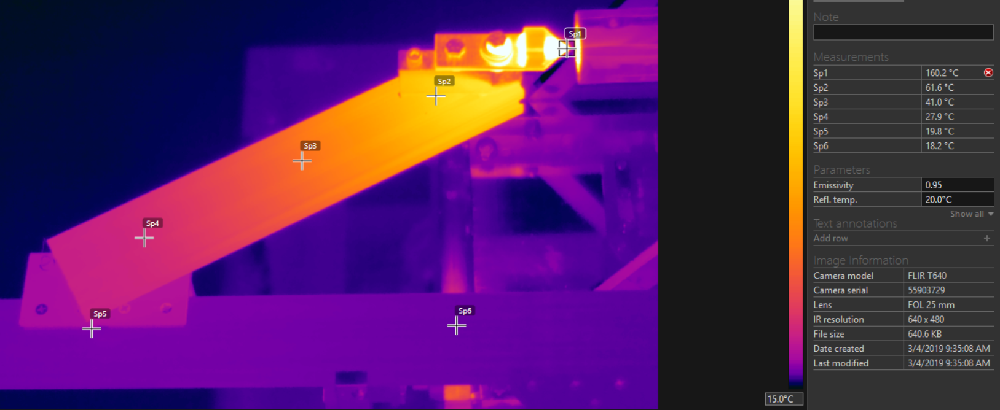 Sp1
Sp2
Sp3
Sp4
Sp5
Sp6
15.0°C
Note
Measurements
Sp1 160.2 °C
Sp2 61.6 °C
Sp3 41.0 °C
Sp4 27.9 °C
Sp5 19.8 °C
Sp6 18.2 °C
Parameters
Emissivity 0.95
Refl. temp. 20.0°C
Show all
Text annotations
Add row
Image Information
Camera model FLIR T640
Camera serial 55903729
Lens FOL 25 mm
IR resolution 640 x 480
File size 640.6 KB
Date created 3/4/2019 9:35:08 AM
Last modified 3/4/2019 9:35:08 AM